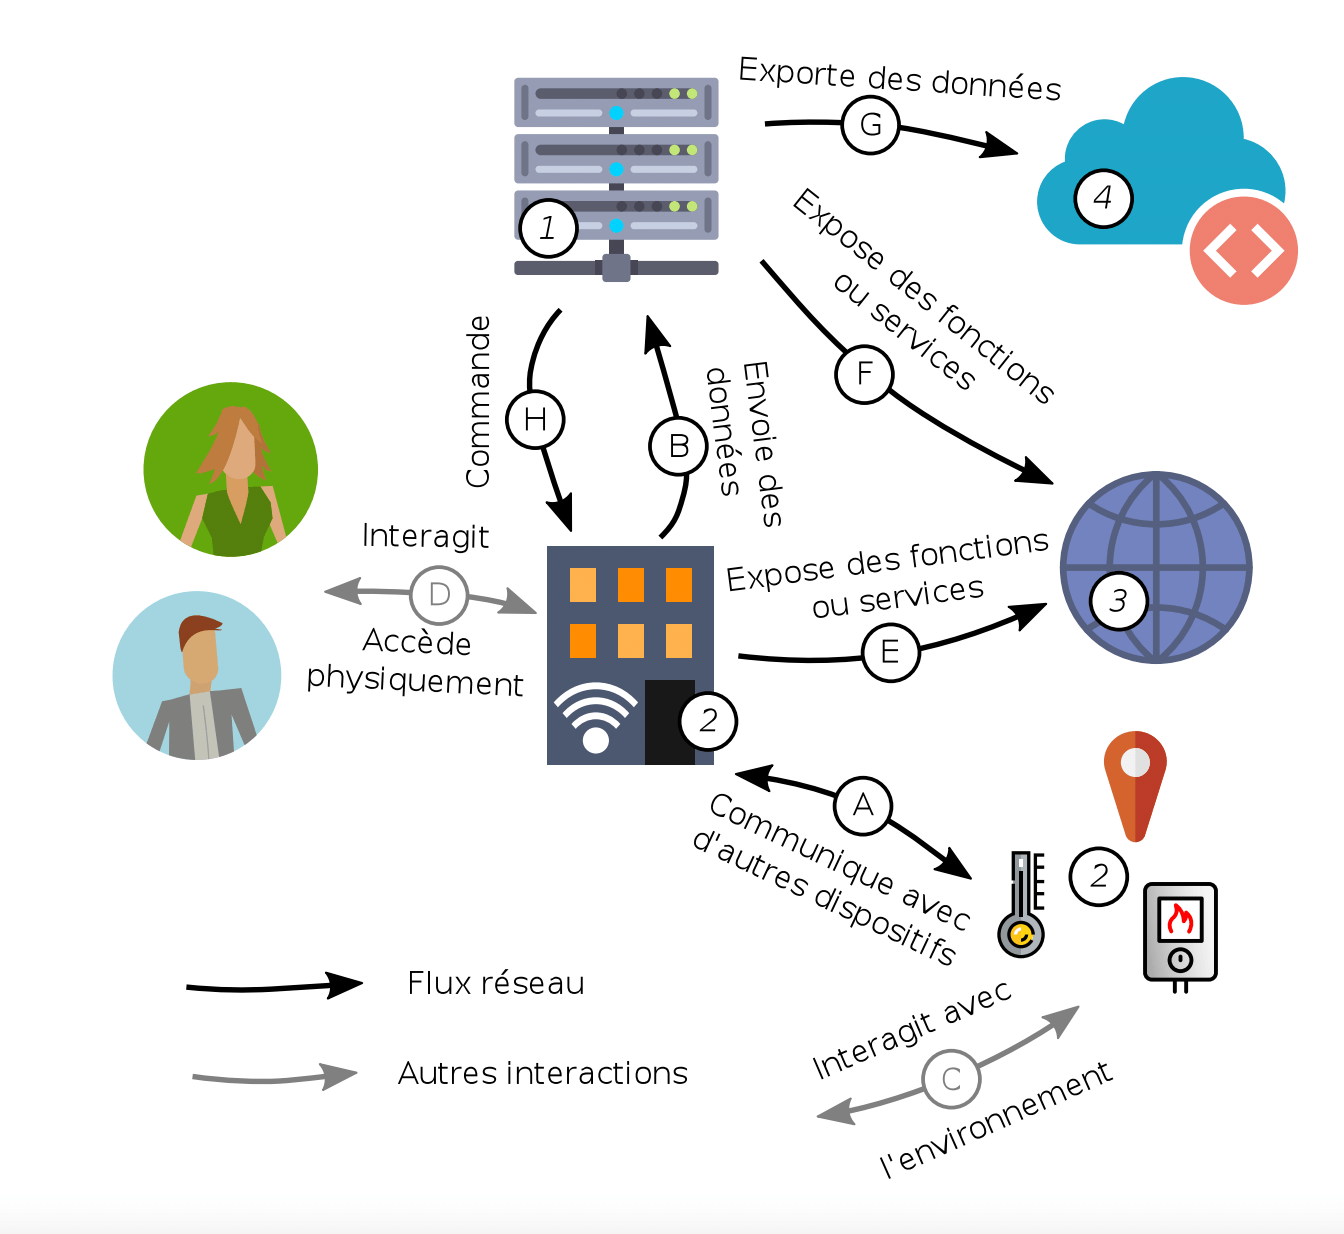 Exporte des données
G
4
1
Expose des fonctions
ou services
F
Commande
H
B
Envoie des
données
Interagit
D
Accède
physiquement
Expose des fonctions
ou services
E
3
2
A
Communique avec
d'autres dispositifs
2
Flux réseau
Interagit avec
C
l'environnement
Autres interactions